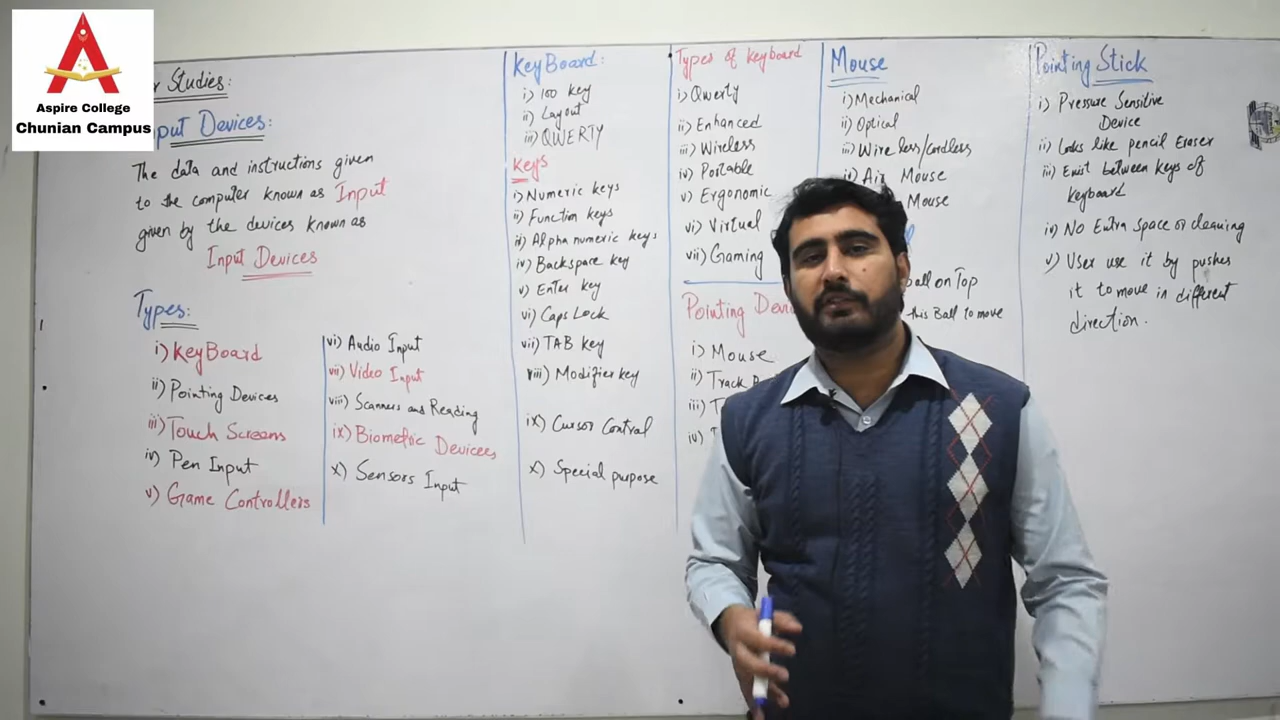 Aspire College
Chunian Campus
Studies:
Input Devices:
The data and instructions given
to the computer known as Input
given by the devices known as
Input Devices
Types:
i) KeyBoard
ii) Pointing Devices
iii) Touch Screens
iv) Pen Input
v) Game Controllers
vi) Audio Input
vii) Video Input
viii) Scanners and Reading
ix) Biometric Devicees
x) Sensors Input
KeyBoard:
i) 100 key
ii) Layout
iii) QWERTY
Keys
i) Numeric keys
ii) Function keys
iii) Alpha numeric keys
iv) Backspace key
v) Enter key
vi) Caps Lock
vii) TAB key
viii) Modifier key
ix) Cursor Control
x) Special purpose
Types of Keyboard
i) Qwerty
ii) Enhanced
iii) Wireless
iv) Portable
v) Ergonomic
vi) Virtual
vii) Gaming
Pointing
i) Mouse
ii) Track
iii)
iv)
Mouse
i) Mechanical
ii) Optical
iii) Wireless/cordless
iv) Air Mouse
Mouse
ball on Top
this Ball to move
Pointing Stick
i) Pressure Sensitive
Device
ii) Looks like pencil Eraser
iii) Exist between keys of
keyboard
iv) No Extra Space or cleaning
v) User use it by pushes
it to move in different
direction.